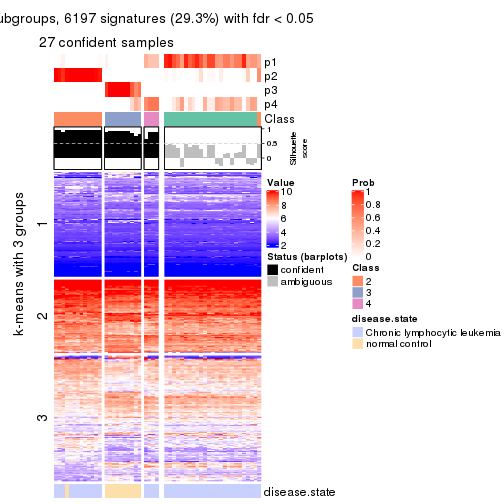 ubgroups, 6197 signatures (29.3%) with fdr < 0.05
27 confident samples
p1
p2
p3
p4
Class
1
0.5
0
Silhouette
score
k-means with 3 groups
1
2
3
disease.state
Value
10
8
6
4
2
Status (barplots)
confident
ambiguous
Prob
1
0.8
0.6
0.4
0.2
0
Class
2
3
4
disease.state
Chronic lymphocytic leukemia
normal control